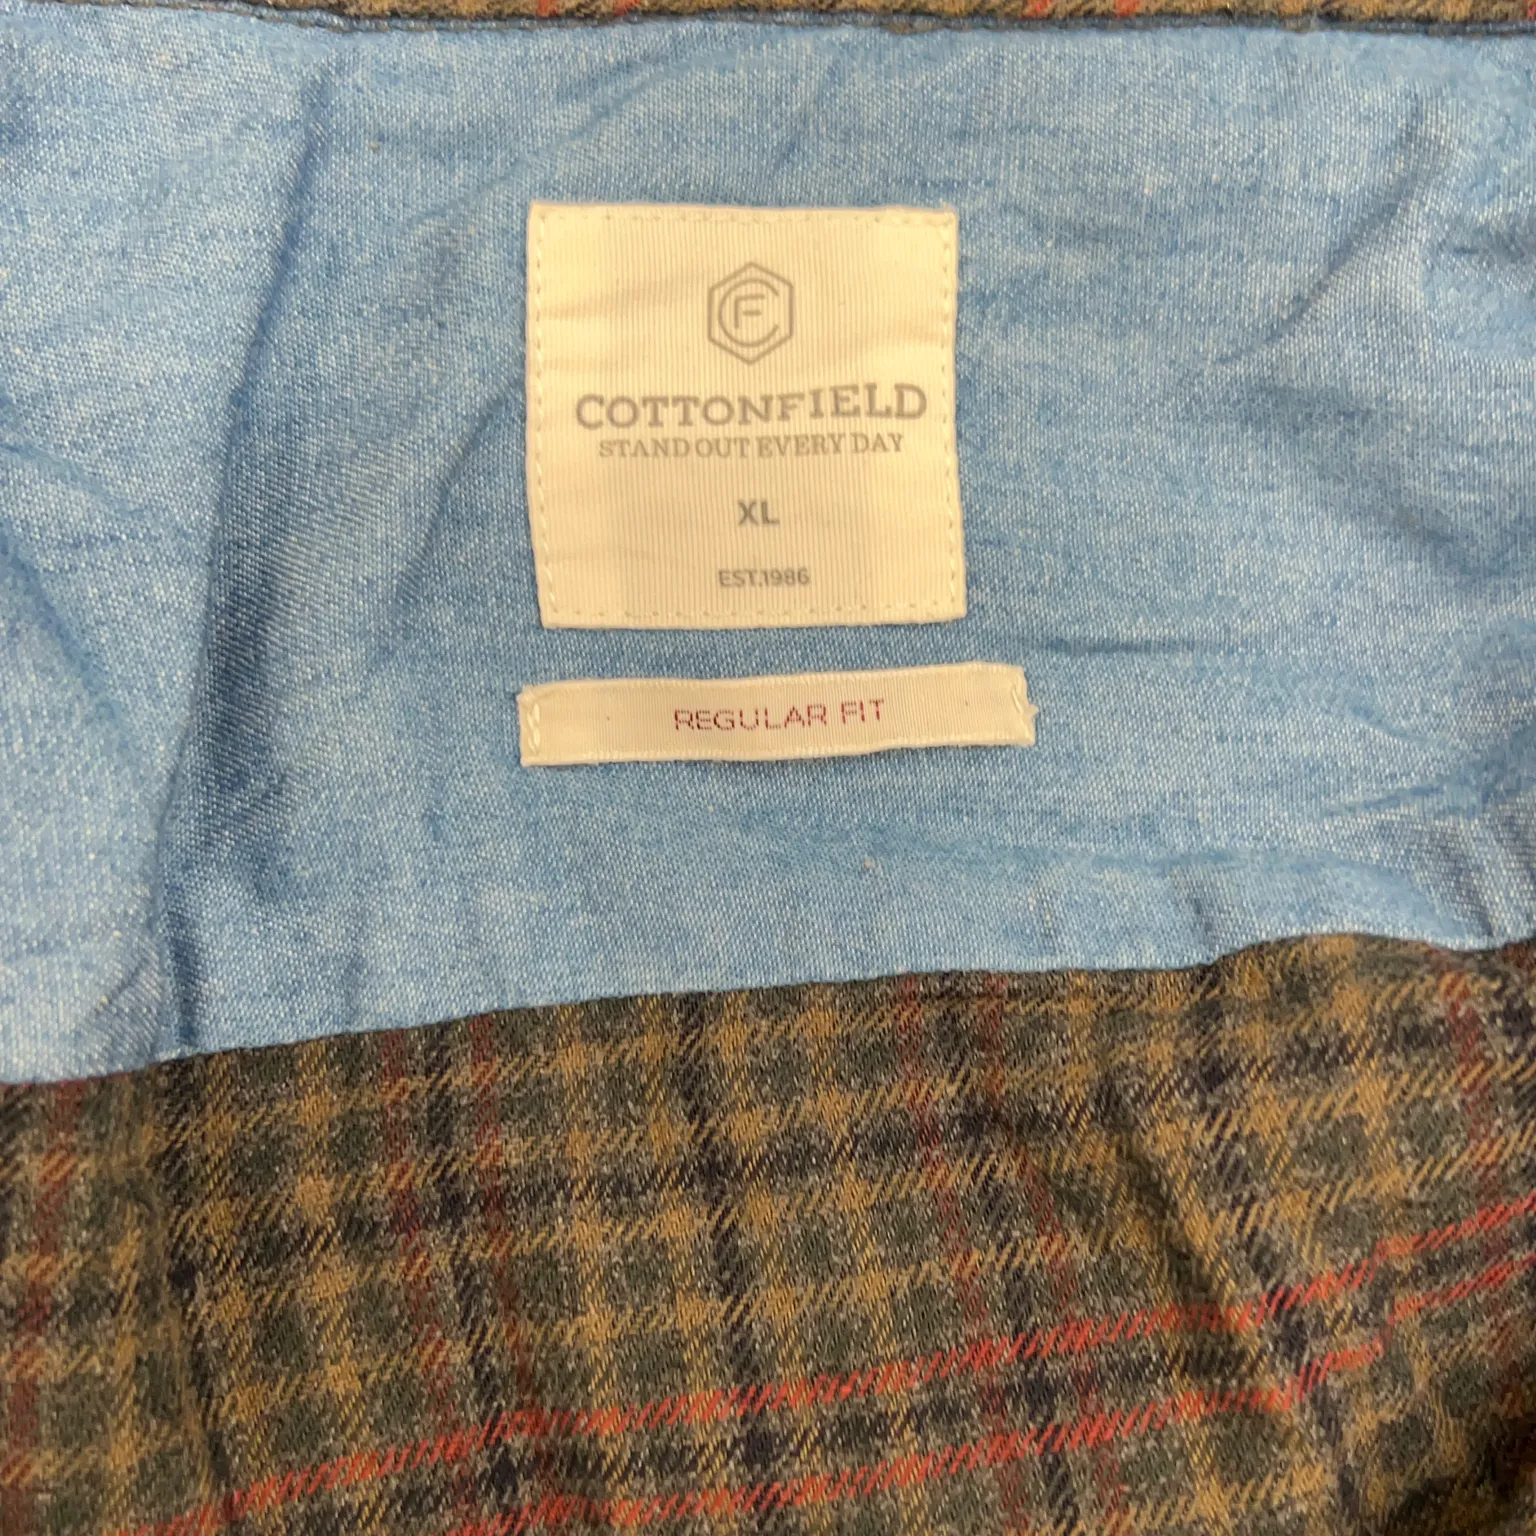 CF
COTTONFIELD
STAND OUT EVERY DAY
XL
EST.1986
REGULAR FIT